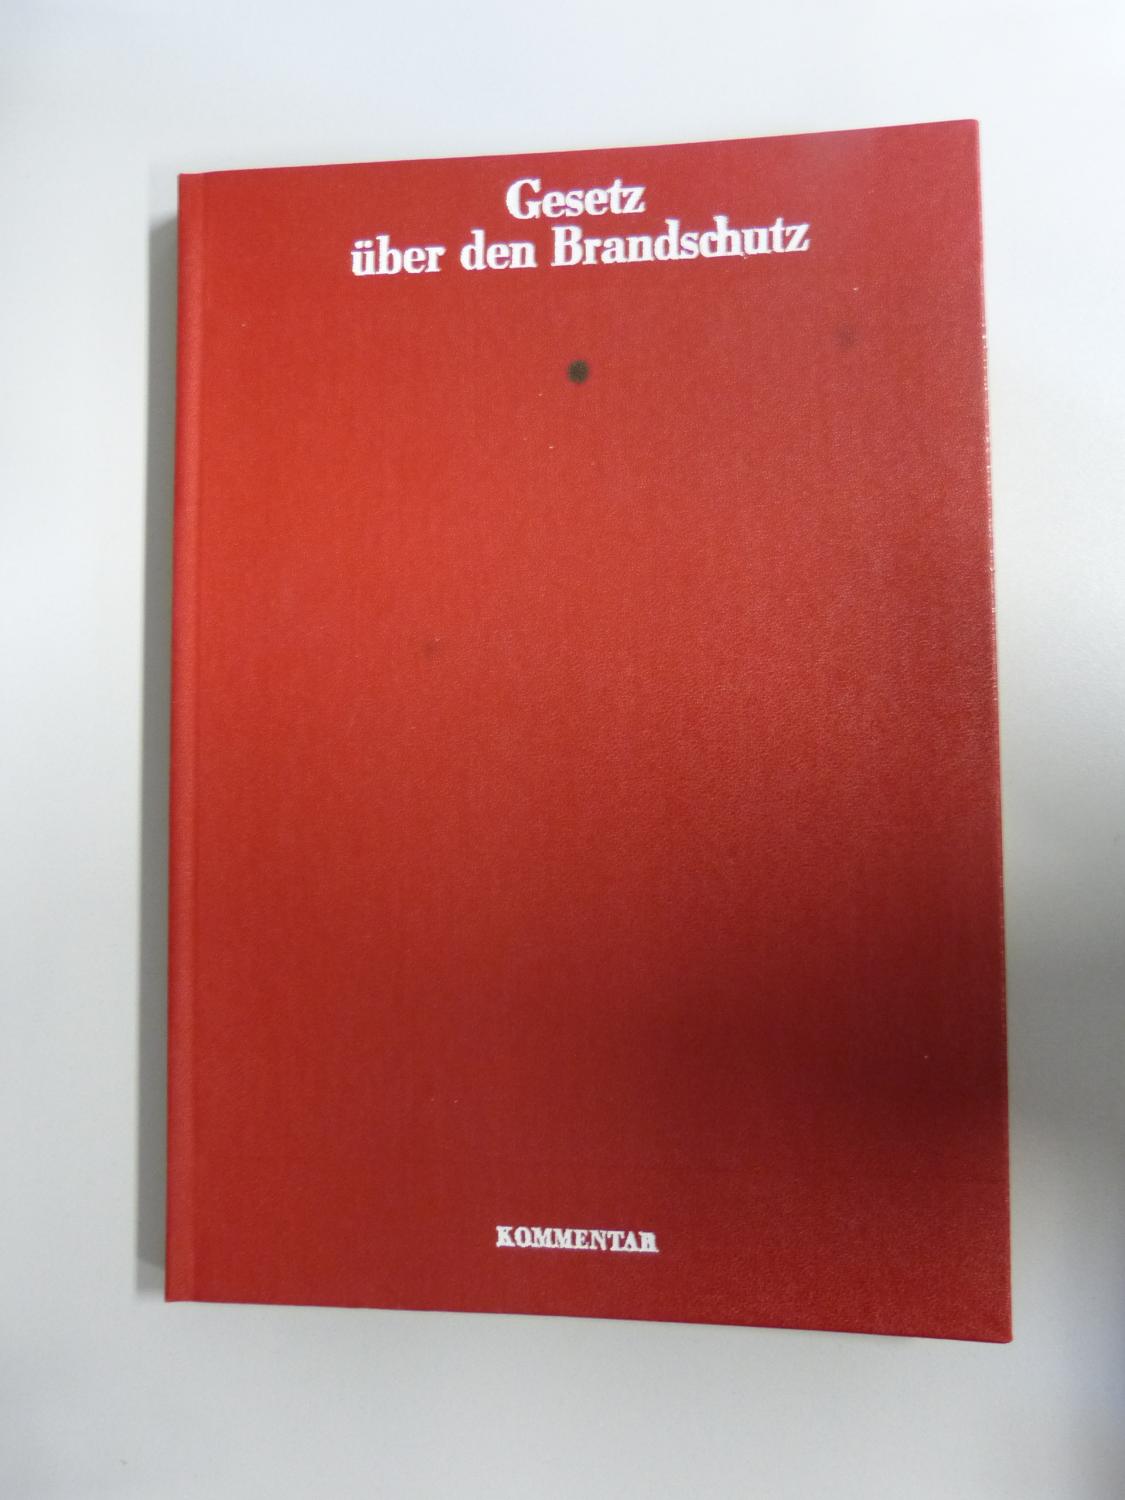 Gesetz
über den Brandschutz
KOMMENTAR